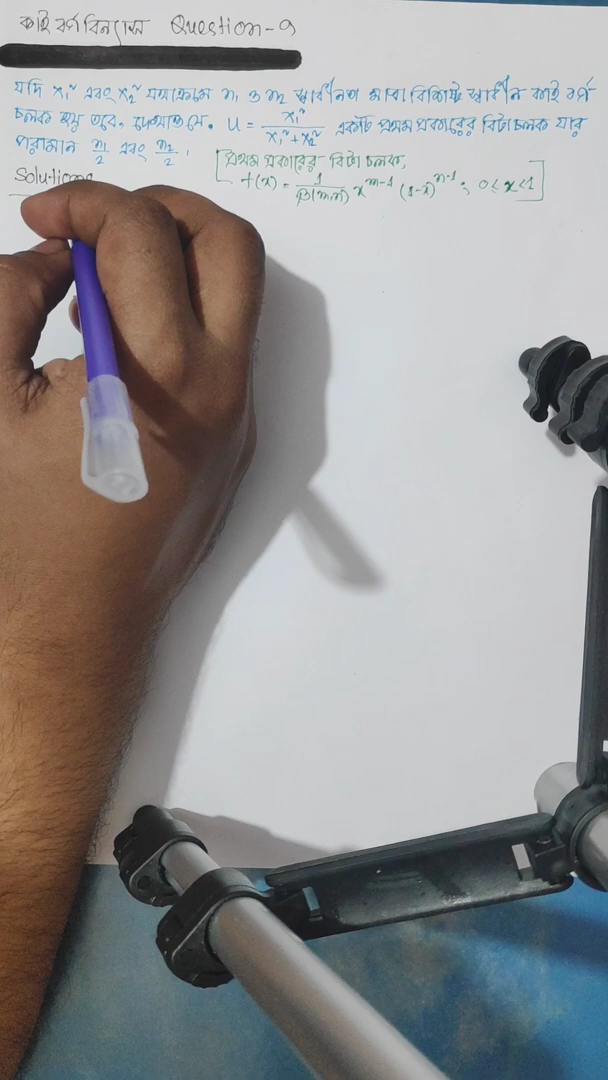 কাই বর্গ বিন্যাস Question-9
যদি x₁² এবং x₂² যথাক্রমে n₁ ও n₂ স্বাধীনতা মাত্রা বিশিষ্ট স্বাধীন কাই বর্গ
চলক হয় তবে, দেখাও যে, U = x₁²/(x₁²+x₂²) একটি প্রথম প্রকারের বিটা চলক যার
পরামান n₁/2 এবং n₂/2 ।
[প্রথম প্রকারের বিটা চলক,
Solution:
f(x) = 1/β(m,n) x^(m-1) (1-x)^(n-1) ; 0 ≤ x ≤ 1]